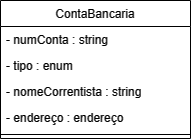 ContaBancaria
- numConta : string
- tipo : enum
- nomeCorrentista : string
- endereço : endereço